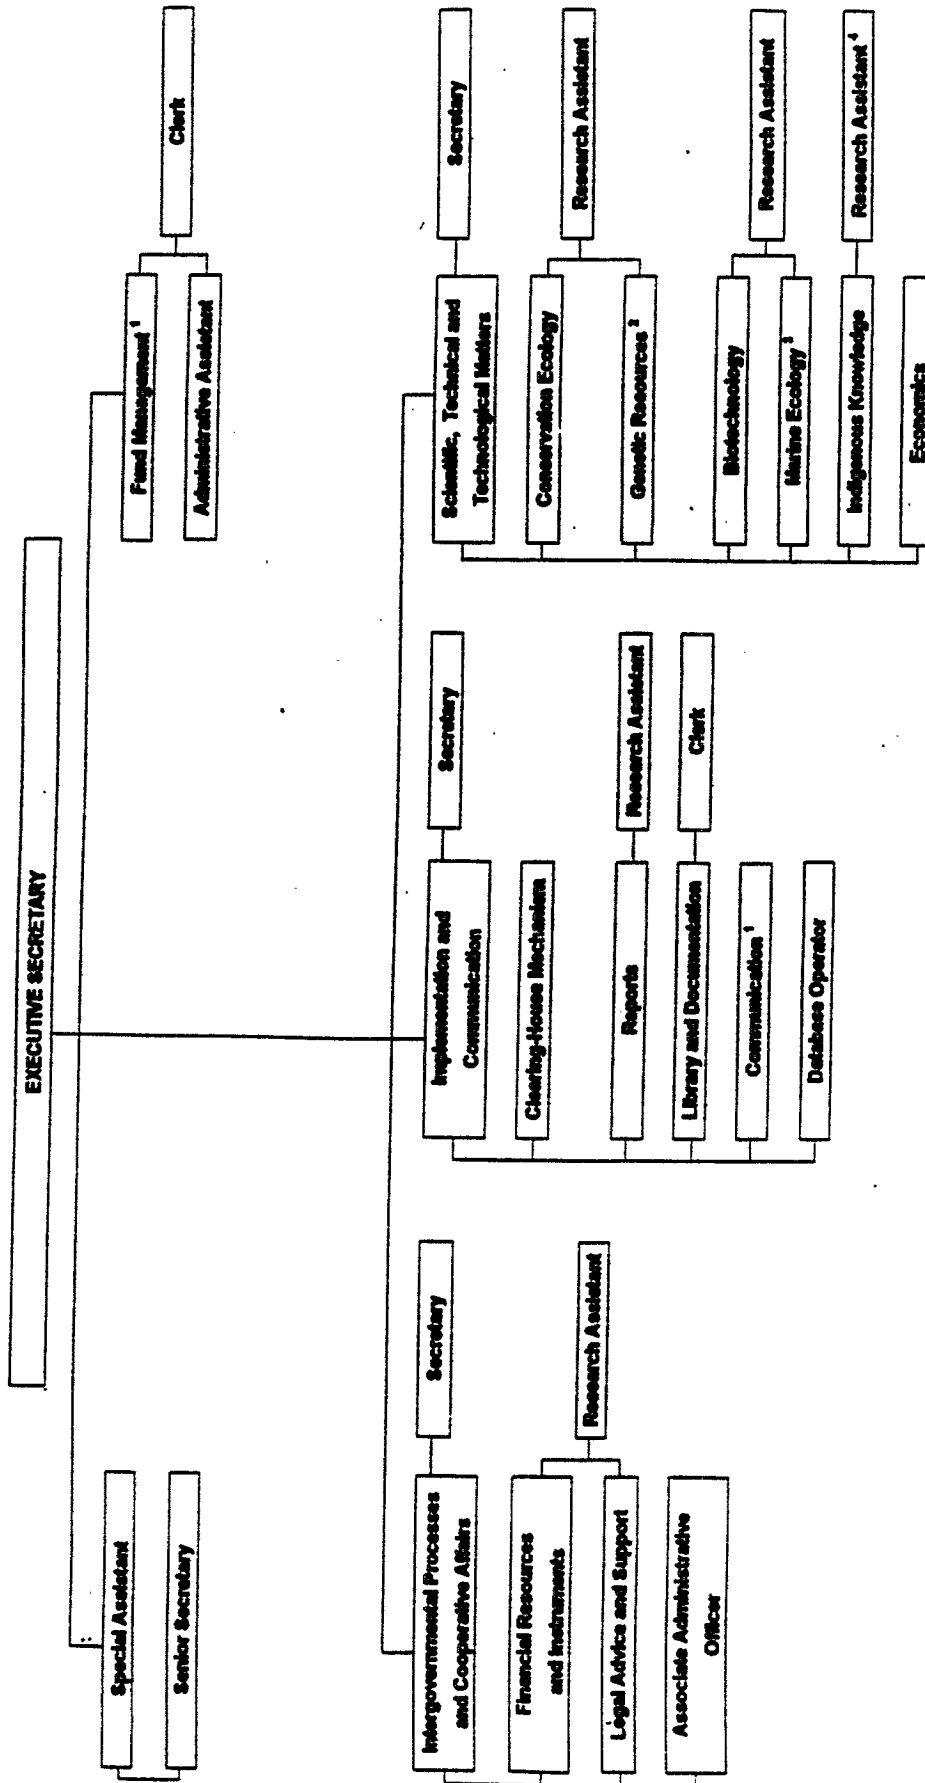 EXECUTIVE SECRETARY
Special Assistant
Senior Secretary
Fund Management 1
Administrative Assistant
Clerk
Intergovernmental Processes
and Cooperative Affairs
Secretary
Financial Resources
and Instruments
Legal Advice and Support
Research Assistant
Associate Administrative
Officer
Implementation and
Communication
Secretary
Clearing-House Mechanism
Reports
Research Assistant
Library and Documentation
Clerk
Communication 1
Database Operator
Scientific, Technical and
Technological Matters
Secretary
Conservation Ecology
Genetic Resources 2
Research Assistant
Biotechnology
Marine Ecology 3
Research Assistant
Indigenous Knowledge
Research Assistant 4
Economics